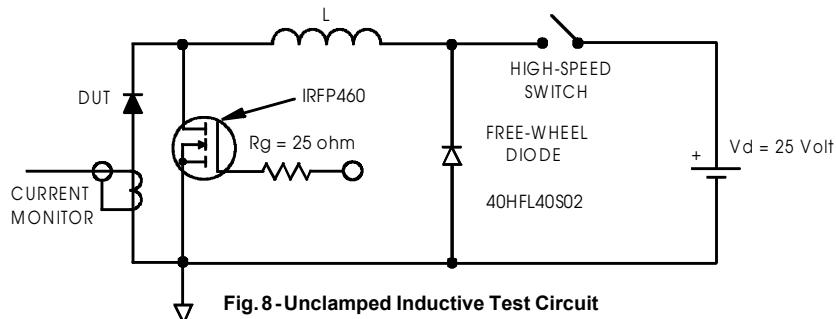 L
HIGH-SPEED
SWITCH
DUT
IRFP460
Rg = 25 ohm
FREE-WHEEL
DIODE
40HFL40S02
+
Vd = 25 Volt
CURRENT
MONITOR
Fig. 8 - Unclamped Inductive Test Circuit